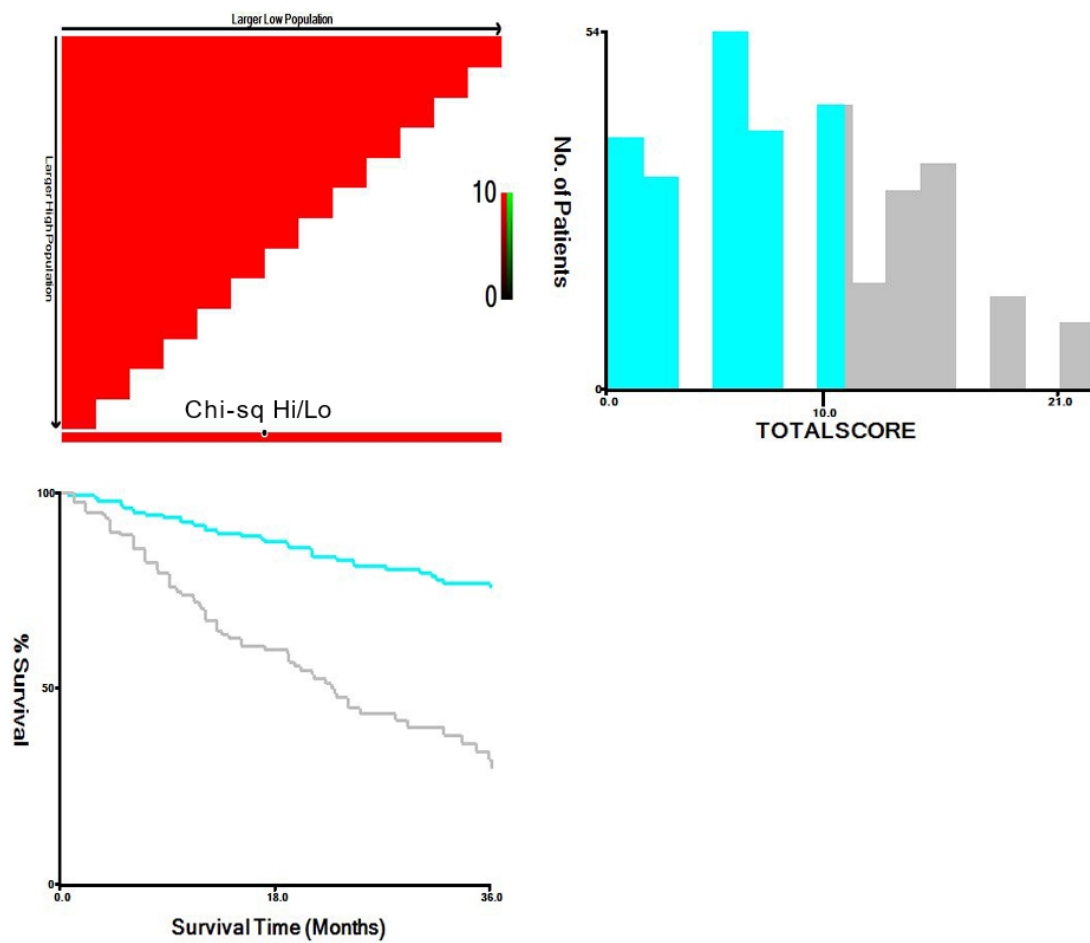 Larger Low Population
Larger High Population
10
0
Chi-sq Hi/Lo
54
0
No. of Patients
0.0
10.0
21.0
TOTALSCORE
100
50
0
% Survival
0.0
18.0
36.0
Survival Time (Months)